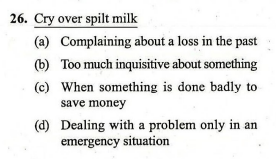 26. Cry over spilt milk
(a) Complaining about a loss in the past
(b) Too much inquisitive about something
(c) When something is done badly to
save money
(d) Dealing with a problem only in an
emergency situation